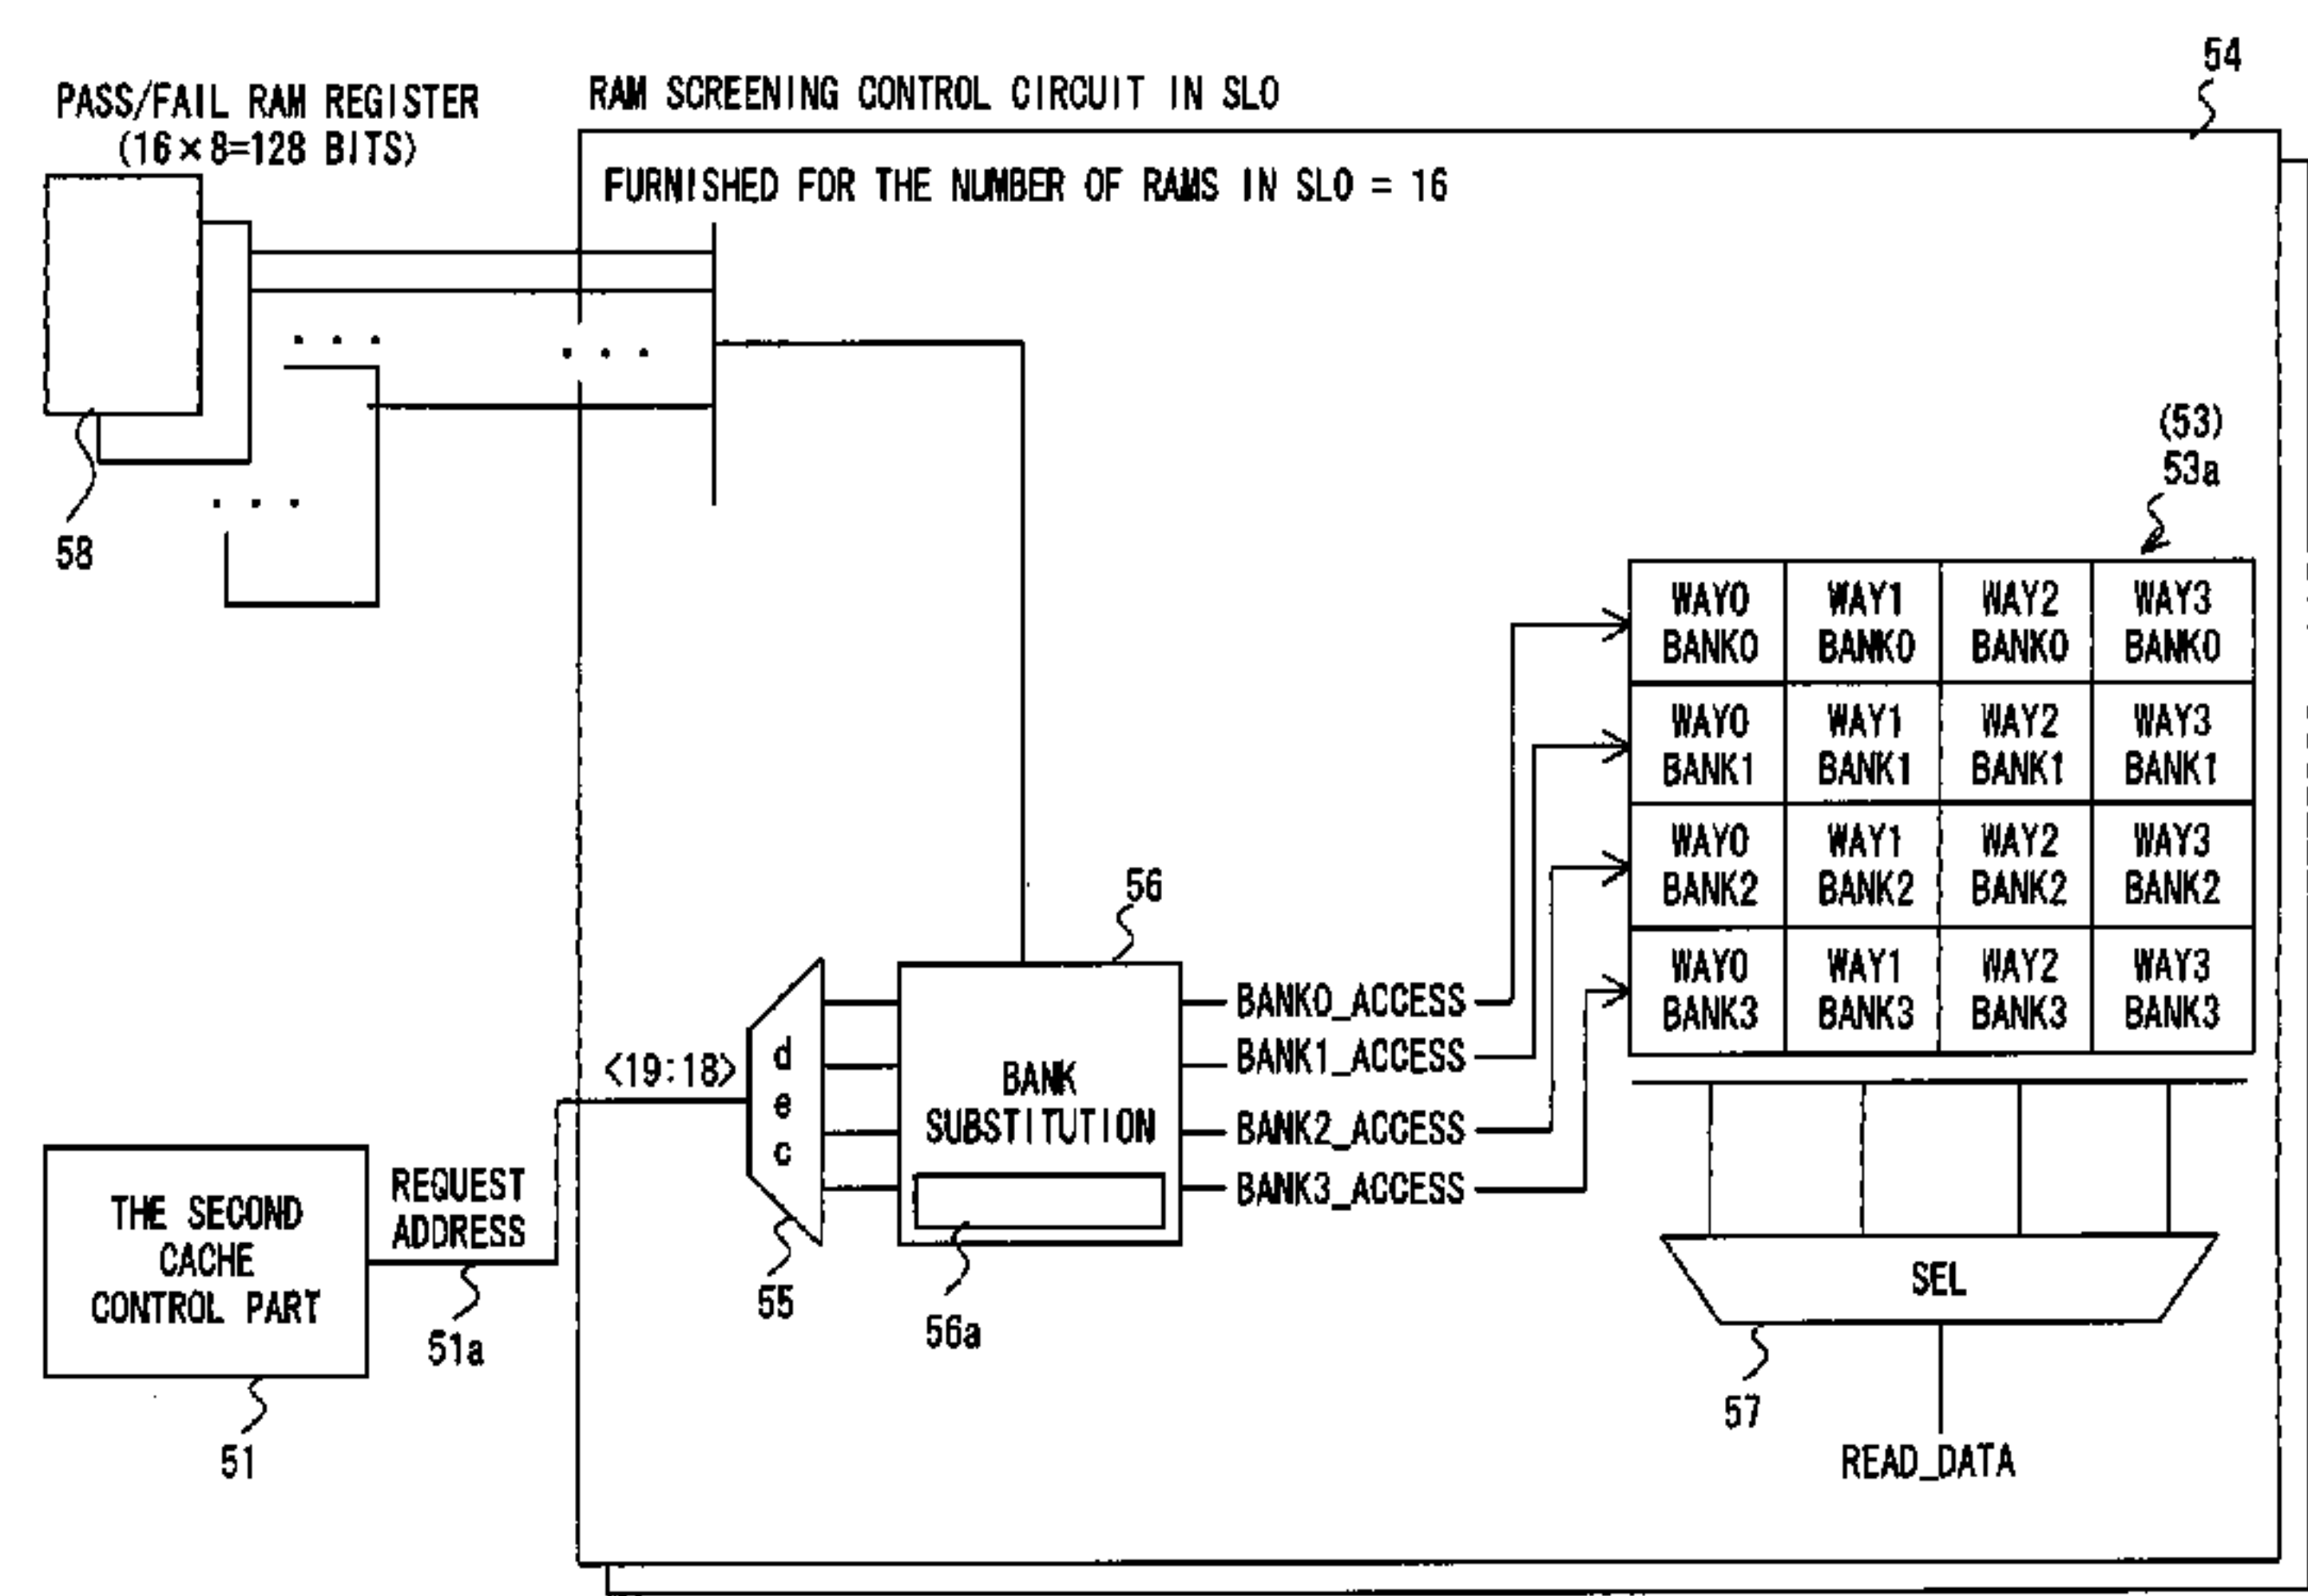 54
PASS/FAIL RAM REGISTER
(16×8=128 BITS)
RAM SCREENING CONTROL CIRCUIT IN SLO
FURNISHED FOR THE NUMBER OF RAMS IN SLO = 16
. . .
. . .
. . .
58
(53)
53a
WAY0
BANK0
WAY1
BANK0
WAY2
BANK0
WAY3
BANK0
WAY0
BANK1
WAY1
BANK1
WAY2
BANK1
WAY3
BANK1
WAY0
BANK2
WAY1
BANK2
WAY2
BANK2
WAY3
BANK2
WAY0
BANK3
WAY1
BANK3
WAY2
BANK3
WAY3
BANK3
56
<19:18>
d
e
c
BANK
SUBSTITUTION
BANK0_ACCESS
BANK1_ACCESS
BANK2_ACCESS
BANK3_ACCESS
THE SECOND
CACHE
CONTROL PART
REQUEST
ADDRESS
51a
51
55
56a
SEL
57
READ_DATA